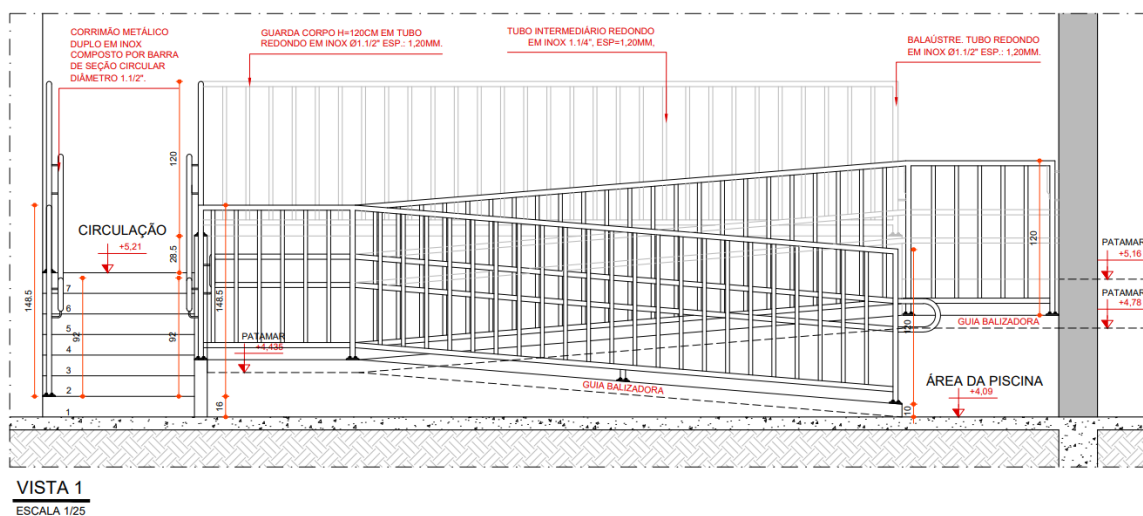 CORRIMÃO METÁLICO
DUPLO EM INOX
COMPOSTO POR BARRA
DE SEÇÃO CIRCULAR
DIÂMETRO 1.1/2".
GUARDA CORPO H=120CM EM TUBO
REDONDO EM INOX Ø1.1/2" ESP.: 1,20MM.
TUBO INTERMEDIÁRIO REDONDO
EM INOX 1.1/4", ESP=1,20MM,
BALAÚSTRE. TUBO REDONDO
EM INOX Ø1.1/2" ESP.: 1,20MM.
120
CIRCULAÇÃO
+5,21
28.5
120
PATAMAR
+5,16
148.5
7
6
5
4
3
2
1
92
92
148.5
16
PATAMAR
+4,435
120
PATAMAR
+4,78
GUIA BALIZADORA
GUIA BALIZADORA
ÁREA DA PISCINA
+4,09
10
VISTA 1
ESCALA 1/25